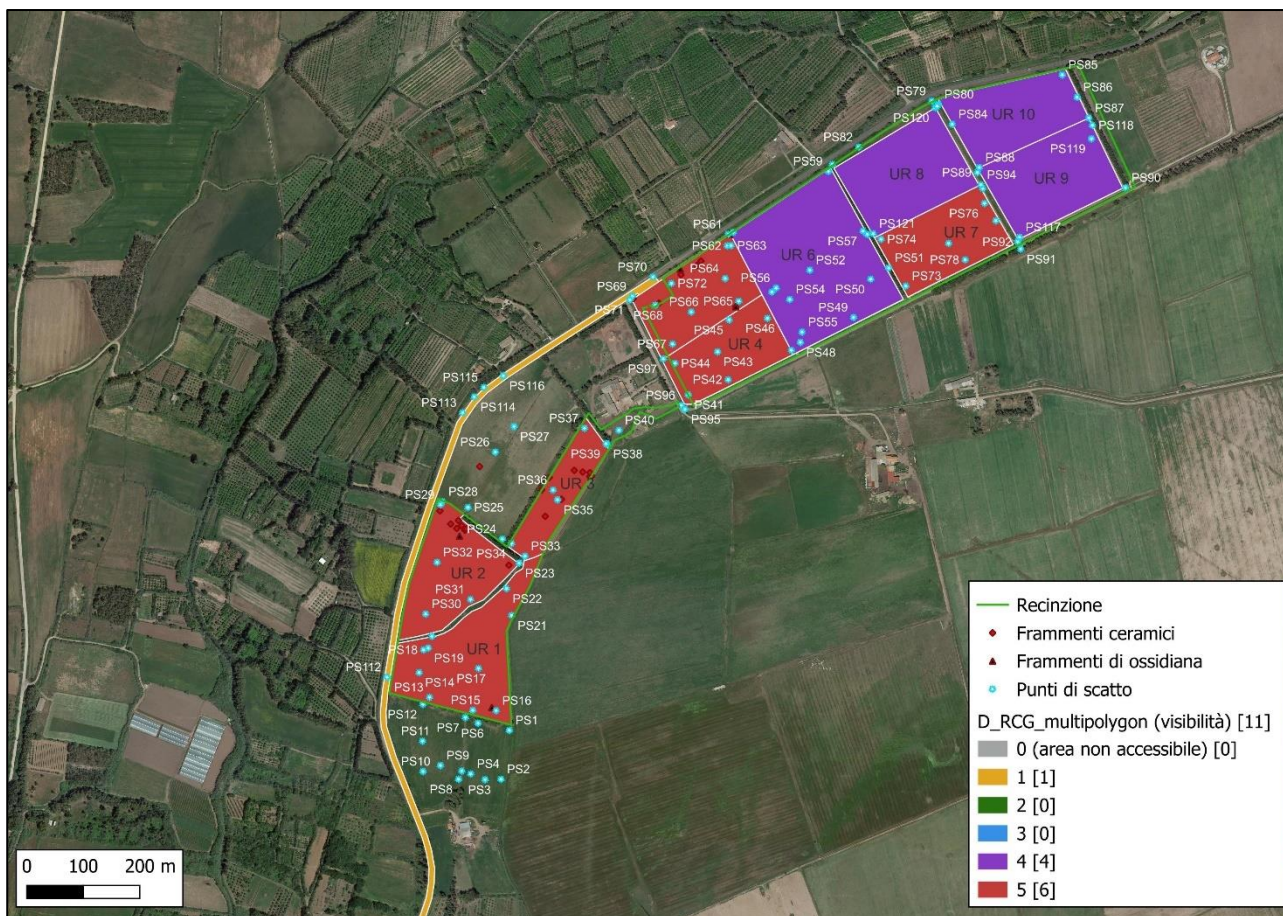 PS85
PS86
PS79
PS80
PS87
PS120
PS84
UR 10
PS118
PS82
PS119
PS59
PS88
UR 8
PS89
PS94
UR 9
PS90
PS76
PS61
PS121
PS57
UR 7
PS117
PS62
PS63
PS74
PS92
UR 6
PS91
PS52
PS51
PS78
PS70
PS64
PS56
PS72
PS50
PS73
PS69
PS54
PS71
PS66
PS65
PS68
PS49
PS45
PS46
PS55
PS67
UR 4
PS43
PS48
PS44
PS97
PS115
PS116
PS42
PS96
PS41
PS113
PS114
PS95
PS37
PS40
PS26
PS27
PS39
PS38
PS36
UR 3
PS29
PS28
PS25
PS35
PS24
PS33
PS34
PS32
PS23
UR 2
PS31
PS22
PS30
PS21
PS18
UR 1
PS19
PS112
PS17
PS13
PS14
PS15
PS16
PS12
PS7
PS1
PS6
PS11
PS9
PS4
PS10
PS2
PS8
PS3
Recinzione
Frammenti ceramici
Frammenti di ossidiana
Punti di scatto
D_RCG_multipolygon (visibilità) [11]
0 (area non accessibile) [0]
1 [1]
2 [0]
3 [0]
4 [4]
5 [6]
0 100 200 m